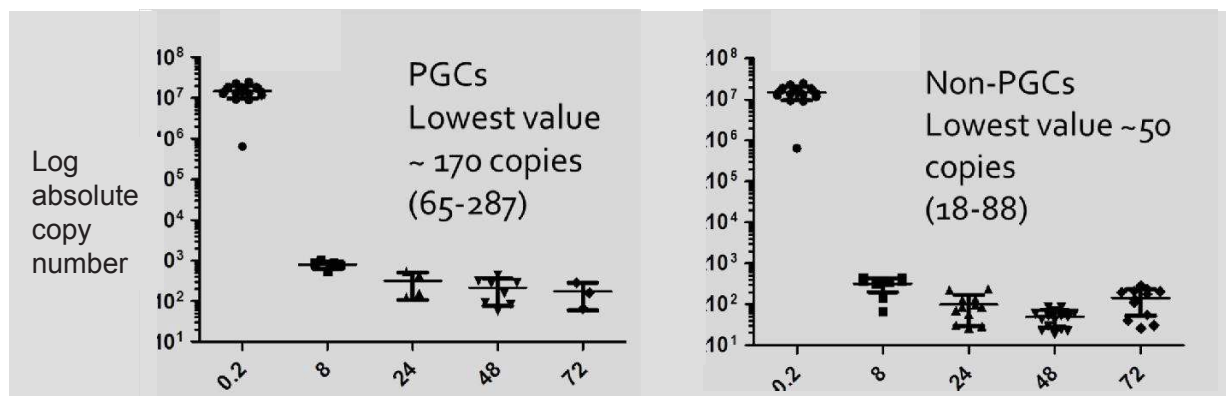 Log
absolute
copy
number
10⁸
10⁷
10⁶
10⁵
10⁴
10³
10²
10¹
0.2
8
24
48
72
PGCs
Lowest value
~ 170 copies
(65-287)
10⁸
10⁷
10⁶
10⁵
10⁴
10³
10²
10¹
0.2
8
24
48
72
Non-PGCs
Lowest value ~50
copies
(18-88)